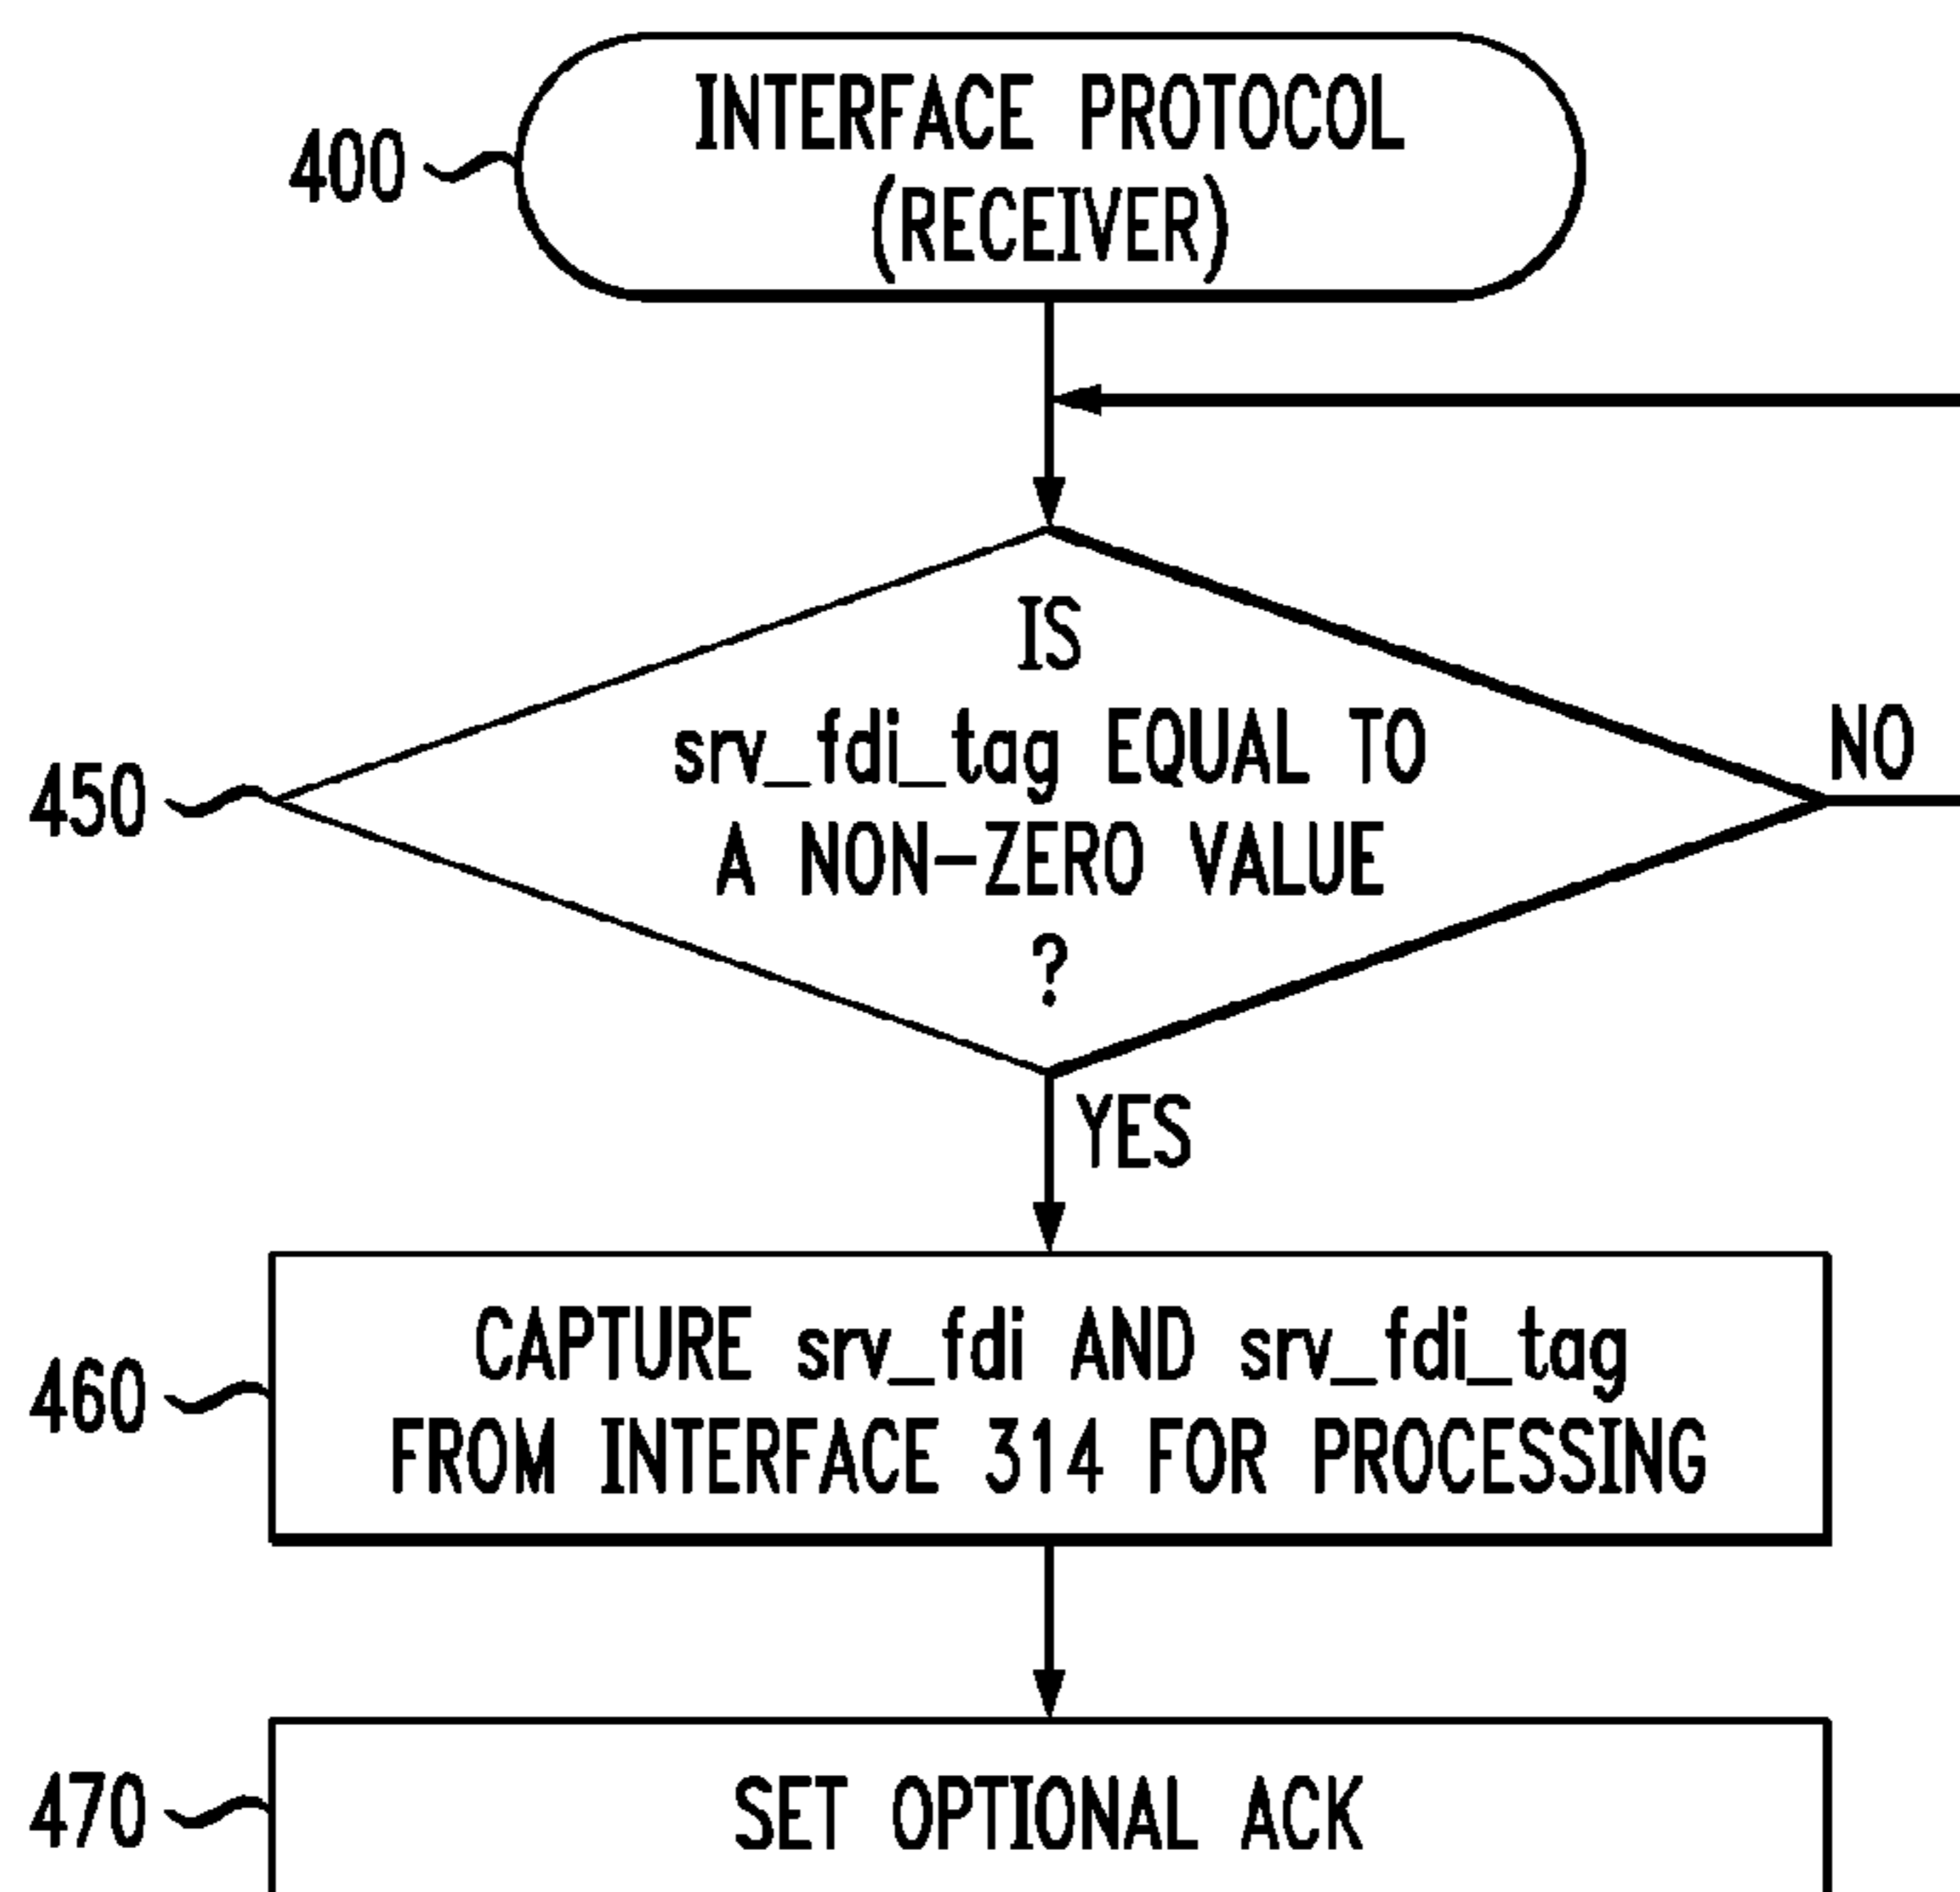 INTERFACE PROTOCOL
(RECEIVER)
400
IS
srv_fdi_tag EQUAL TO
A NON-ZERO VALUE
?
450
NO
YES
CAPTURE srv_fdi AND srv_fdi_tag
FROM INTERFACE 314 FOR PROCESSING
460
SET OPTIONAL ACK
470